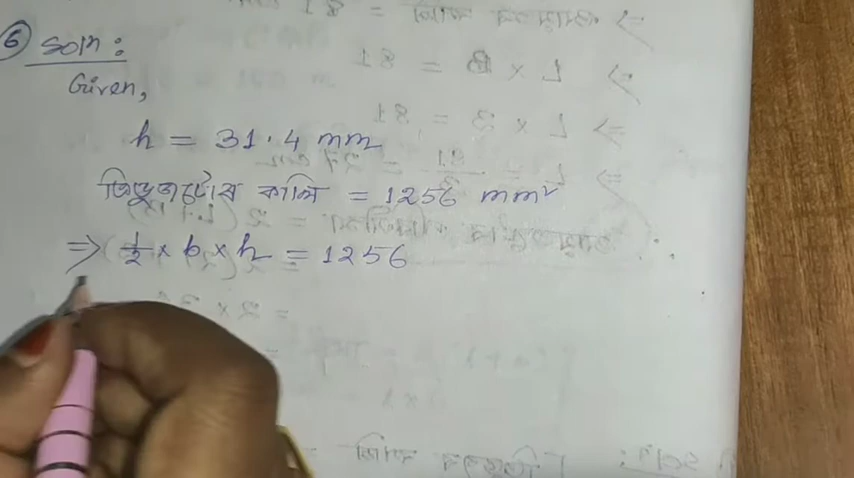 6 Soln:
Given,
h = 31.4 mm
ত্ৰিভুজটোৰ কালি = 1256 mm²
⇒ 1/2 × b × h = 1256